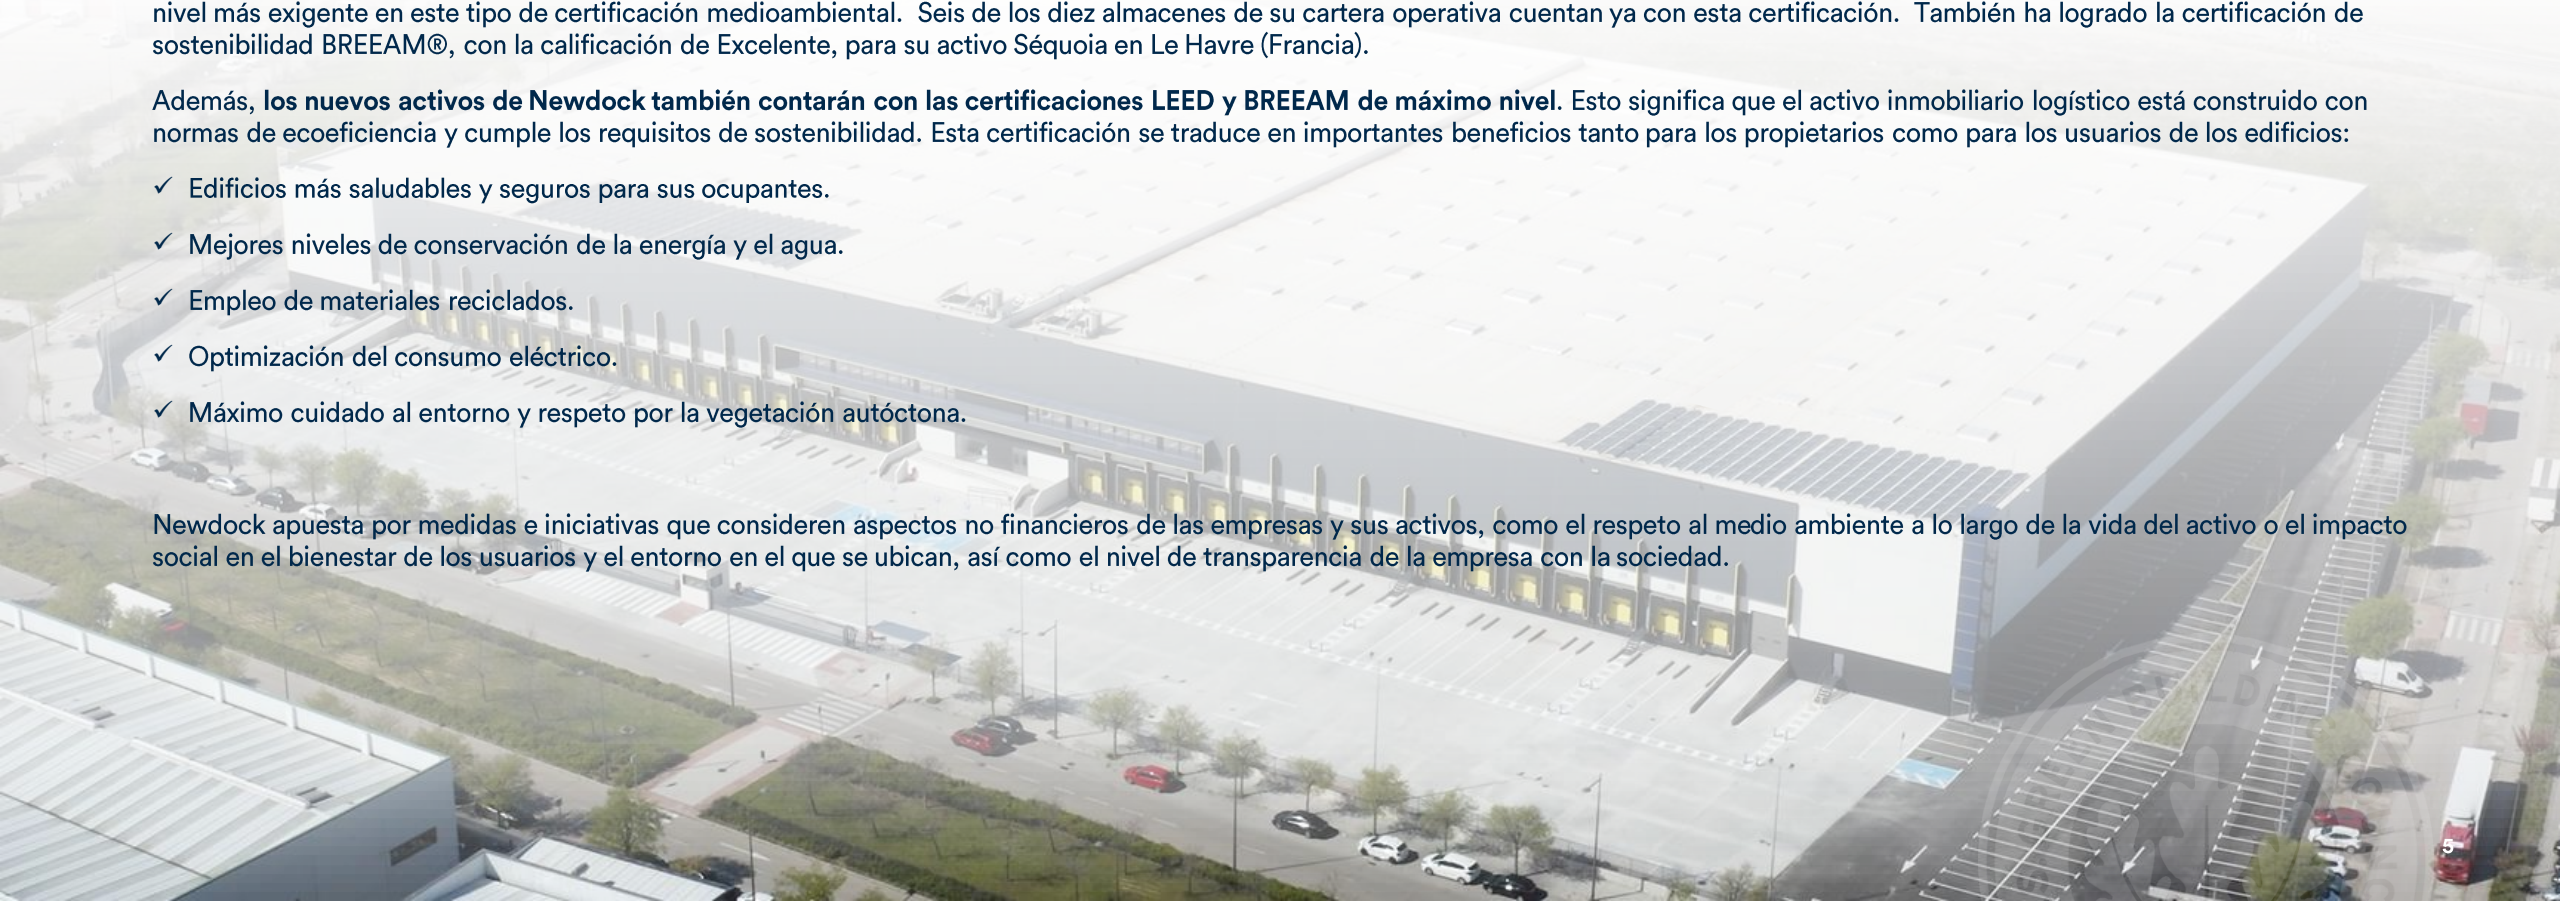 nivel más exigente en este tipo de certificación medioambiental. Seis de los diez almacenes de su cartera operativa cuentan ya con esta certificación. También ha logrado la certificación de
sostenibilidad BREEAM®, con la calificación de Excelente, para su activo Séquoia en Le Havre (Francia).
Además, los nuevos activos de Newdock también contarán con las certificaciones LEED y BREEAM de máximo nivel. Esto significa que el activo inmobiliario logístico está construido con
normas de ecoeficiencia y cumple los requisitos de sostenibilidad. Esta certificación se traduce en importantes beneficios tanto para los propietarios como para los usuarios de los edificios:
✓ Edificios más saludables y seguros para sus ocupantes.
✓ Mejores niveles de conservación de la energía y el agua.
✓ Empleo de materiales reciclados.
✓ Optimización del consumo eléctrico.
✓ Máximo cuidado al entorno y respeto por la vegetación autóctona.
Newdock apuesta por medidas e iniciativas que consideren aspectos no financieros de las empresas y sus activos, como el respeto al medio ambiente a lo largo de la vida del activo o el impacto
social en el bienestar de los usuarios y el entorno en el que se ubican, así como el nivel de transparencia de la empresa con la sociedad.
5